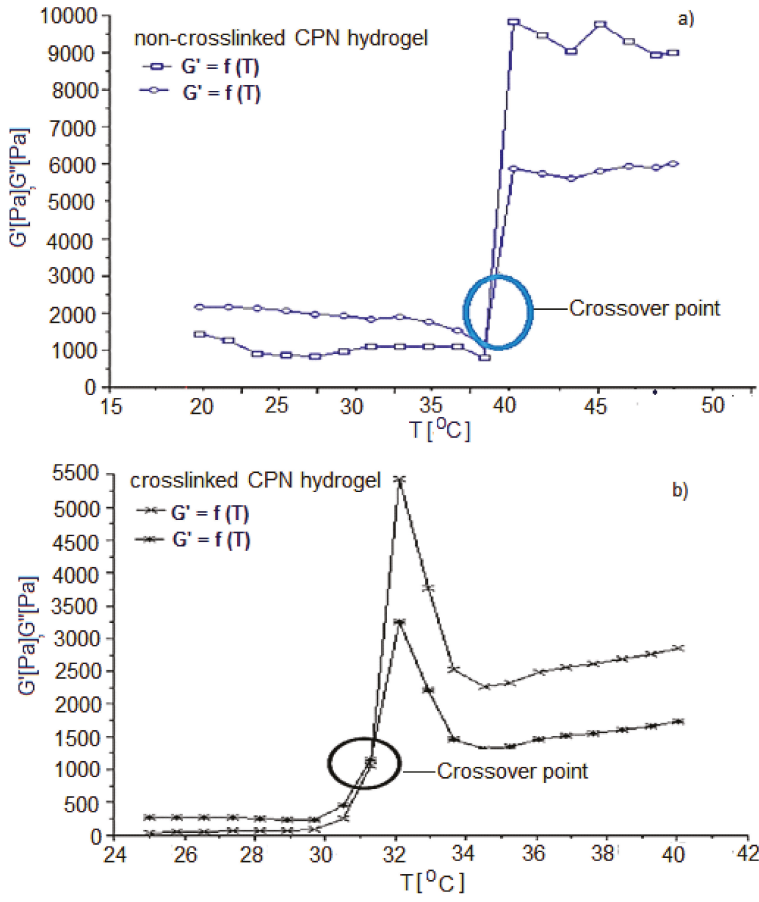 a)
non-crosslinked CPN hydrogel
G' = f (T)
G' = f (T)
G'[Pa]G"[Pa]
10000
9000
8000
7000
6000
5000
4000
3000
2000
1000
0
Crossover point
15 20 25 30 35 40 45 50
T [°C]
b)
crosslinked CPN hydrogel
G' = f (T)
G' = f (T)
G'[Pa],G"[Pa]
5500
5000
4500
4000
3500
3000
2500
2000
1500
1000
500
0
Crossover point
24 26 28 30 32 34 36 38 40 42
T [°C]